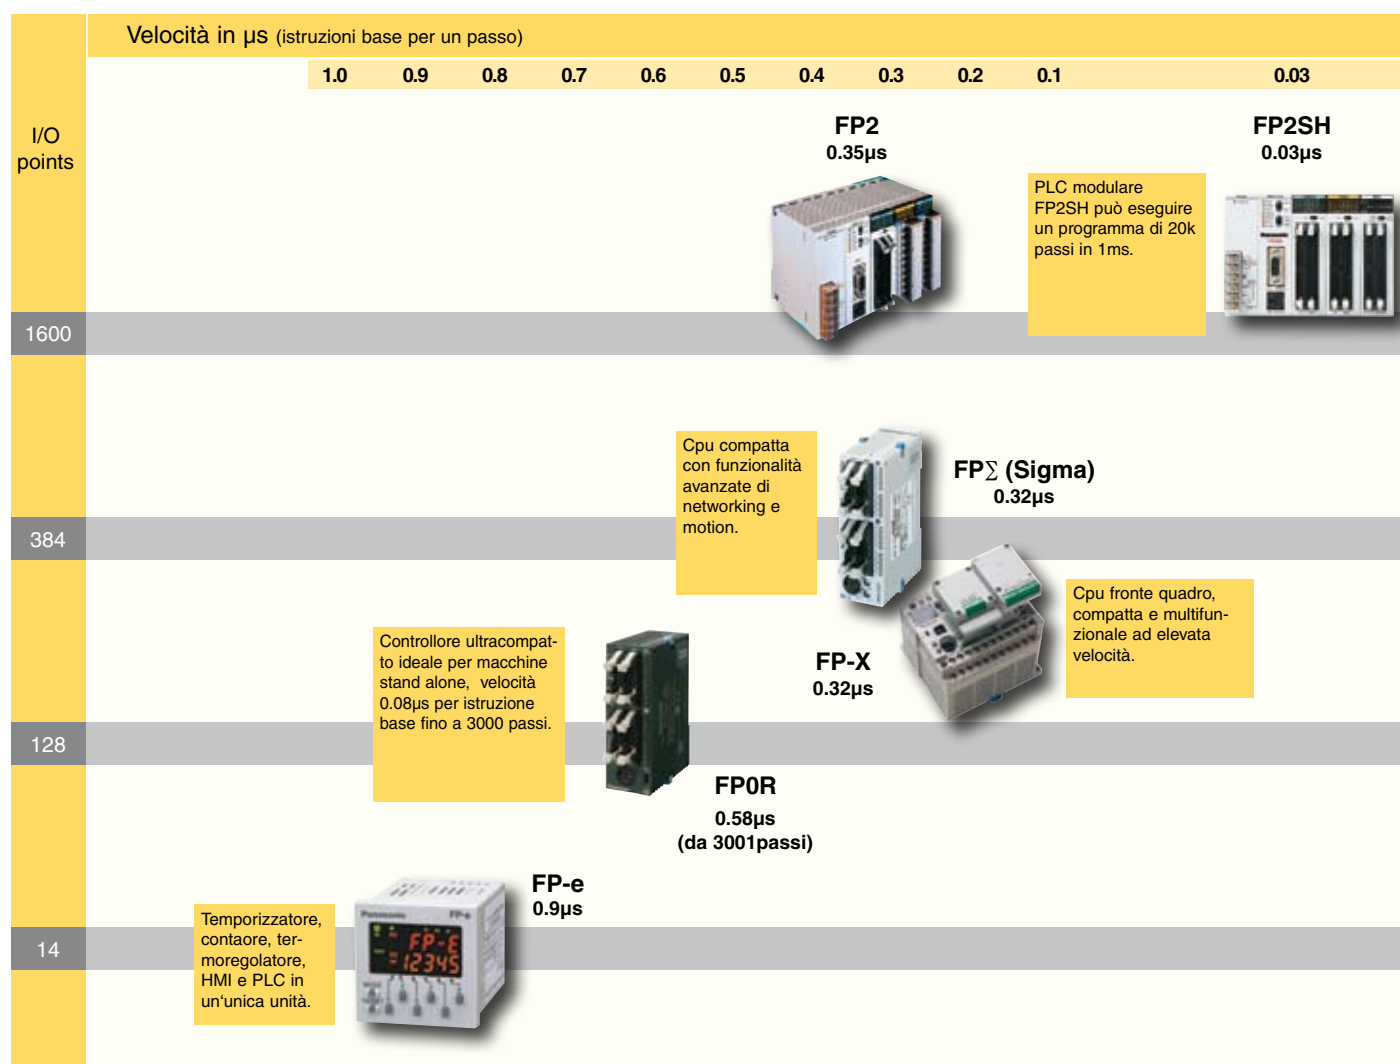 Velocità in µs (istruzioni base per un passo)
1.0 0.9 0.8 0.7 0.6 0.5 0.4 0.3 0.2 0.1 0.03
I/O
points
FP2
0.35µs
FP2SH
0.03µs
PLC modulare
FP2SH può eseguire
un programma di 20k
passi in 1ms.
1600
Cpu compatta
con funzionalità
avanzate di
networking e
motion.
FP∑ (Sigma)
0.32µs
384
Cpu fronte quadro,
compatta e multifun-
zionale ad elevata
velocità.
FP-X
0.32µs
Controllore ultracompat-
to ideale per macchine
stand alone, velocità
0.08µs per istruzione
base fino a 3000 passi.
128
FP0R
0.58µs
(da 3001passi)
FP-e
0.9µs
Temporizzatore,
contaore, ter-
moregolatore,
HMI e PLC in
un'unica unità.
14
Panasonic FP-e
FP-E
12345